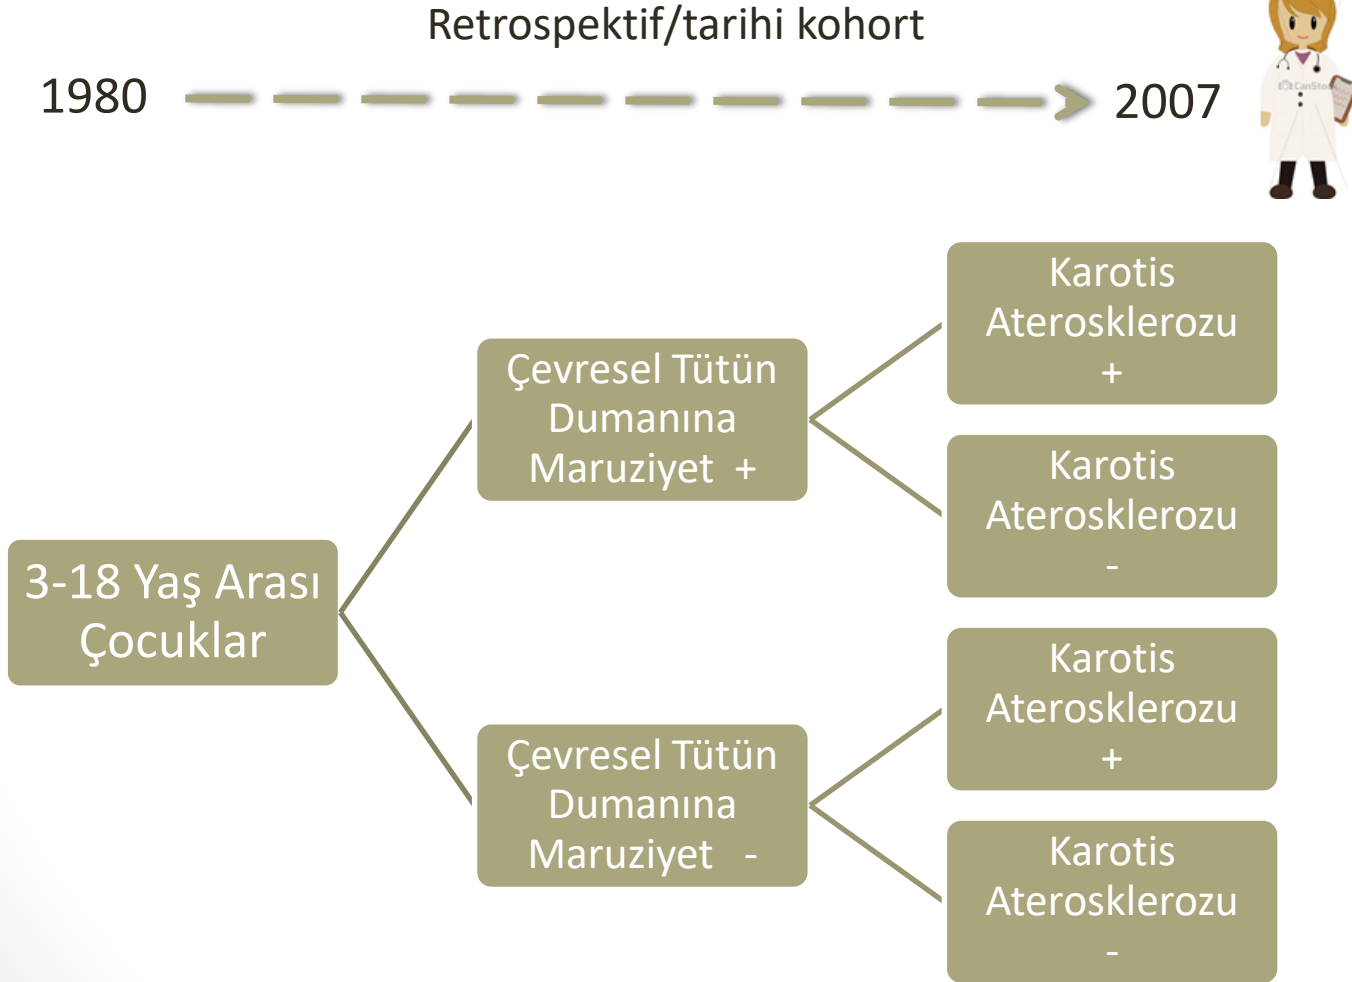 Retrospektif/tarihi kohort
1980
2007
Karotis
Aterosklerozu
+
Çevresel Tütün
Dumanına
Maruziyet +
Karotis
Aterosklerozu
-
3-18 Yaş Arası
Çocuklar
Karotis
Aterosklerozu
+
Çevresel Tütün
Dumanına
Maruziyet -
Karotis
Aterosklerozu
-